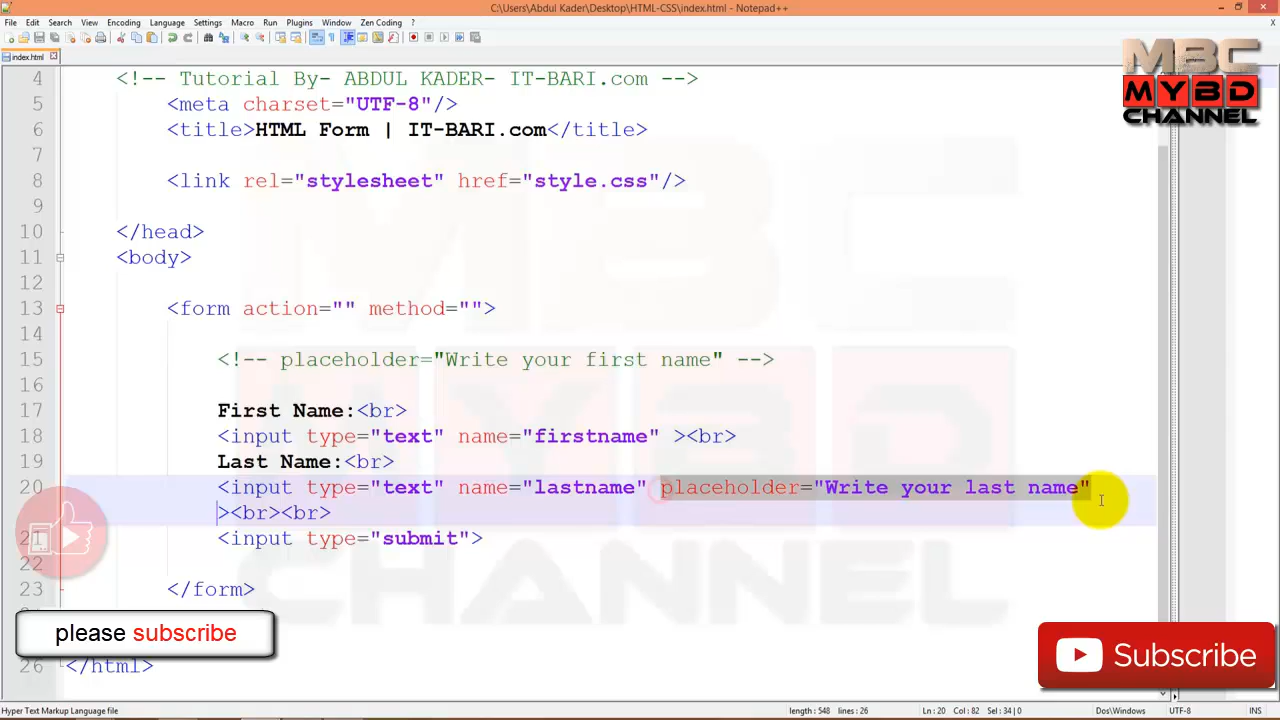 C:\Users\Abdul Kader\Desktop\HTML-CSS\index.html - Notepad++
File Edit Search View Encoding Language Settings Macro Run Plugins Window Zen Coding ?
index.html
4 <!-- Tutorial By- ABDUL KADER- IT-BARI.com -->
5 <meta charset="UTF-8"/>
6 <title>HTML Form | IT-BARI.com</title>
7
8 <link rel="stylesheet" href="style.css"/>
9
10 </head>
11 <body>
12
13 <form action="" method="">
14
15 <!-- placeholder="Write your first name" -->
16
17 First Name:<br>
18 <input type="text" name="firstname" ><br>
19 Last Name:<br>
20 <input type="text" name="lastname" placeholder="Write your last name"
><br><br>
21 <input type="submit">
22
23 </form>
26 </html>
MBC
MYBD
CHANNEL
MBC
MYBD
CHANNEL
please subscribe
Subscribe
Hyper Text Markup Language file length : 548 lines : 26 Ln : 20 Col : 82 Sel : 34 | 0 Dos\Windows UTF-8 INS